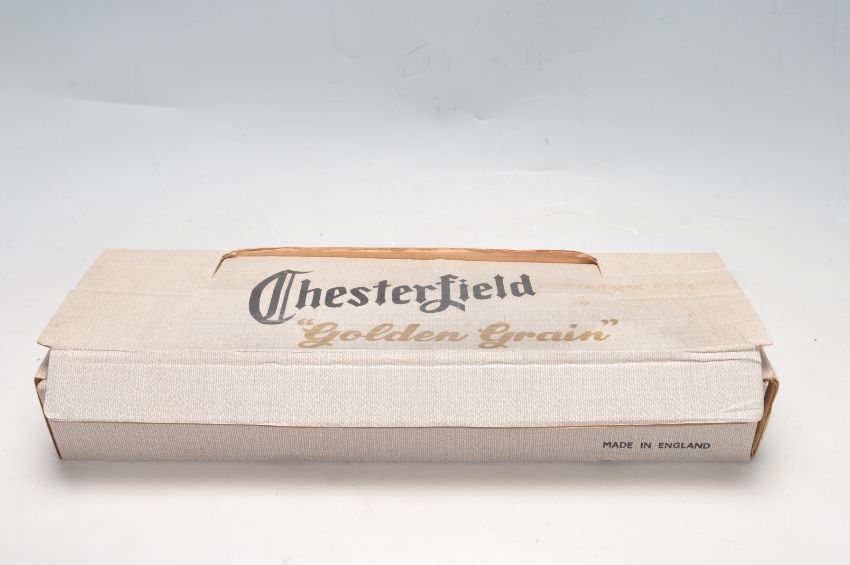 Chesterfield
“Golden Grain”
MADE IN ENGLAND